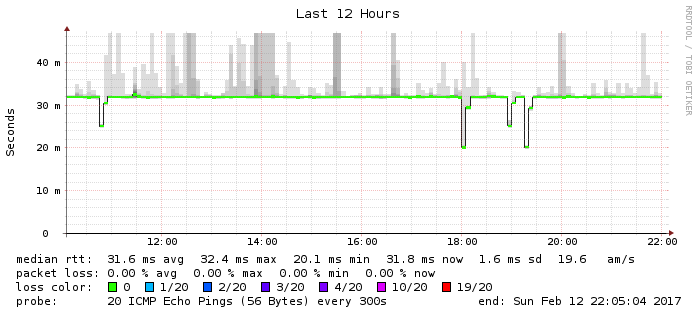 Last 12 Hours
RRDTOOL / TOBI OETIKER
Seconds
40 m
30 m
20 m
10 m
0
12:00 14:00 16:00 18:00 20:00 22:00
median rtt: 31.6 ms avg 32.4 ms max 20.1 ms min 31.8 ms now 1.6 ms sd 19.6 am/s
packet loss: 0.00 % avg 0.00 % max 0.00 % min 0.00 % now
loss color: 0 1/20 2/20 3/20 4/20 10/20 19/20
probe: 20 ICMP Echo Pings (56 Bytes) every 300s end: Sun Feb 12 22:05:04 2017